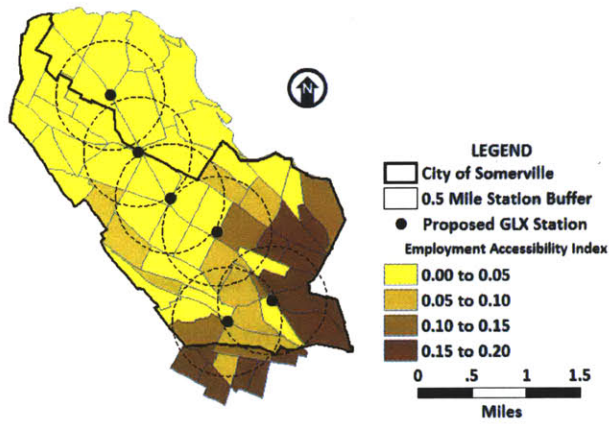 N
LEGEND
City of Somerville
0.5 Mile Station Buffer
Proposed GLX Station
Employment Accessibility Index
0.00 to 0.05
0.05 to 0.10
0.10 to 0.15
0.15 to 0.20
0 .5 1 1.5
Miles